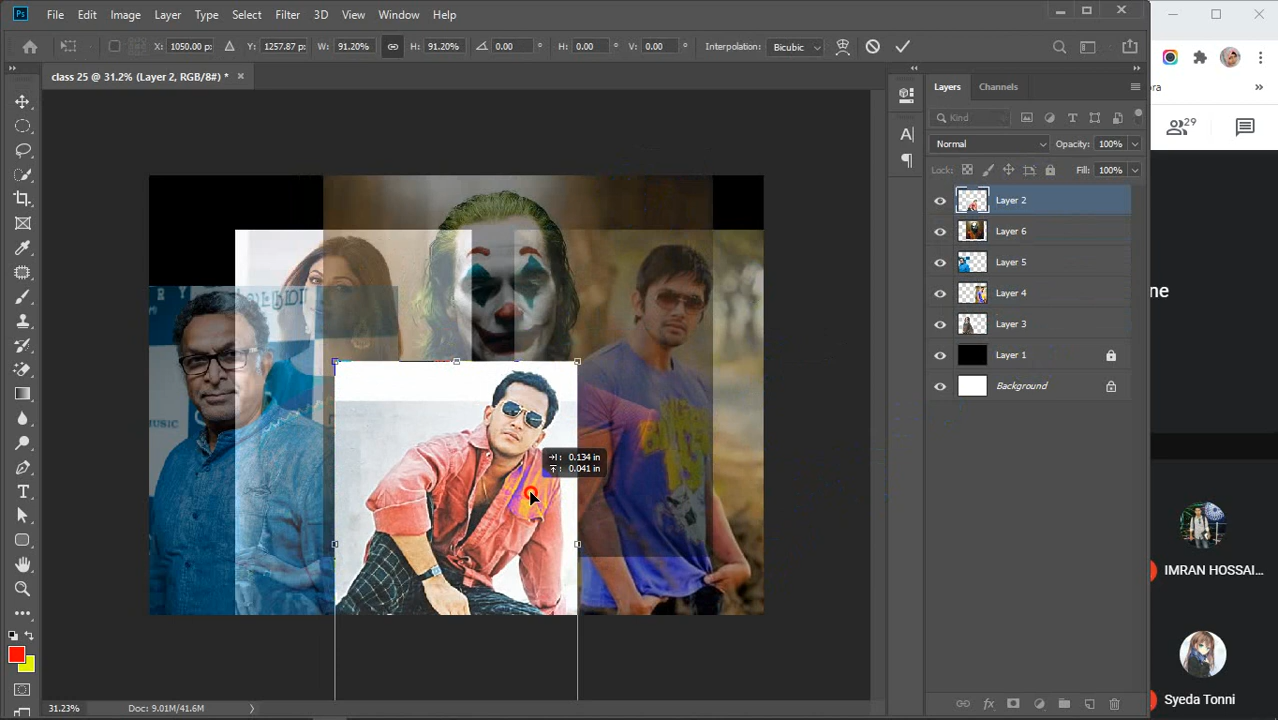 Ps File Edit Image Layer Type Select Filter 3D View Window Help
X: 1050.00 p: Y: 1257.87 p: W: 91.20% H: 91.20% 0.00 ° H: 0.00 ° V: 0.00 ° Interpolation: Bicubic
class 25 @ 31.2% (Layer 2, RGB/8#) *
Layers Channels
Kind
Normal Opacity: 100%
Lock: Fill: 100%
Layer 2
Layer 6
Layer 5
Layer 4
Layer 3
Layer 1
Background
ora
29
ne
MUSIC
0.134 in
0.041 in
IMRAN HOSSAI...
Syeda Tonni
31.23% Doc: 9.01M/41.6M